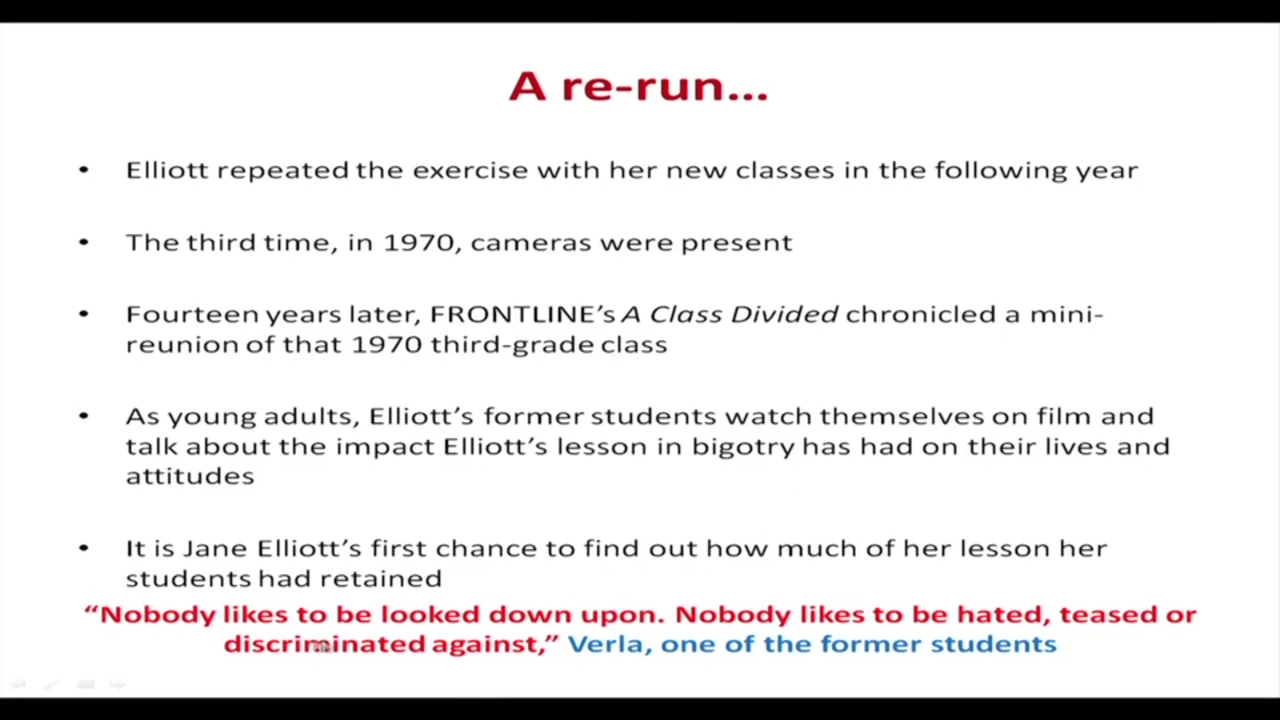 A re-run...
• Elliott repeated the exercise with her new classes in the following year
• The third time, in 1970, cameras were present
• Fourteen years later, FRONTLINE’s A Class Divided chronicled a mini-
reunion of that 1970 third-grade class
• As young adults, Elliott’s former students watch themselves on film and
talk about the impact Elliott’s lesson in bigotry has had on their lives and
attitudes
• It is Jane Elliott’s first chance to find out how much of her lesson her
students had retained
“Nobody likes to be looked down upon. Nobody likes to be hated, teased or
discriminated against,” Verla, one of the former students